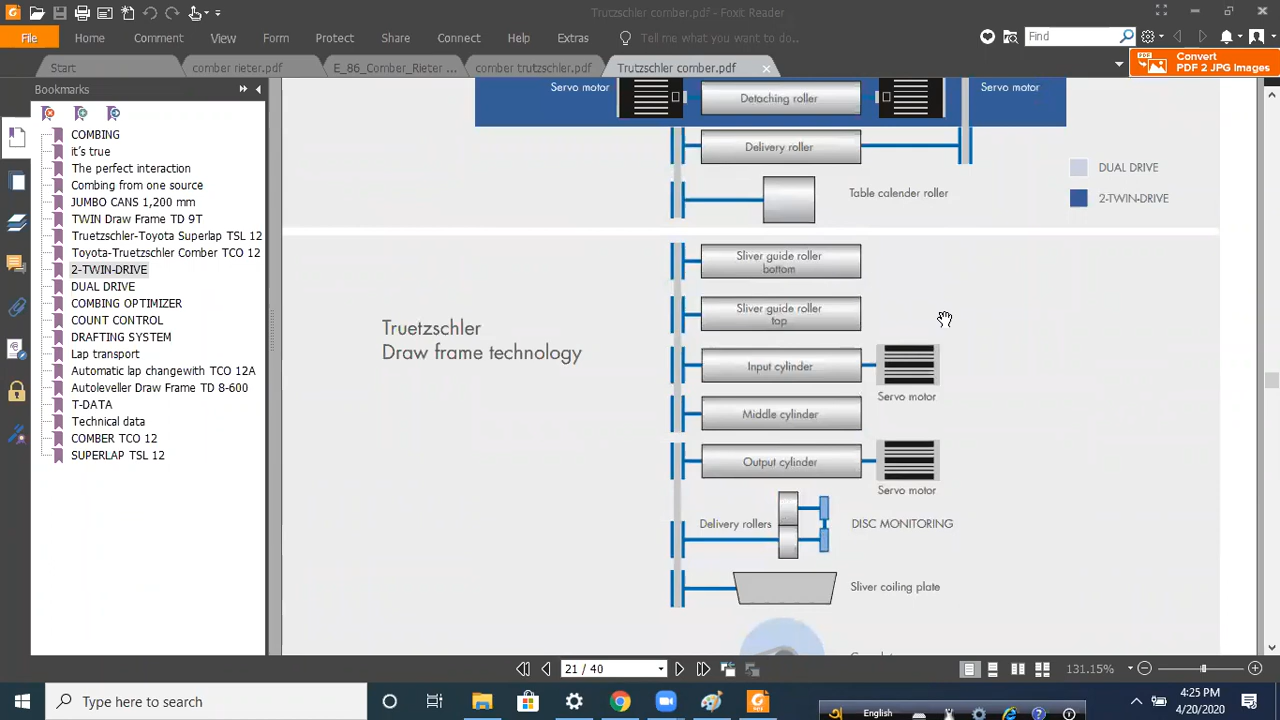 Trutzschler comber.pdf - Foxit Reader
File Home Comment View Form Protect Share Connect Help Extras Tell me what you want to do.. Find
Start comber rieter.pdf E_86_Comber_Rieter... Comb trutzschler.pdf Trutzschler comber.pdf
Convert
PDF 2 JPG Images
Bookmarks
COMBING
it's true
The perfect interaction
Combing from one source
JUMBO CANS 1,200 mm
TWIN Draw Frame TD 9T
Truetzschler-Toyota Superlap TSL 12
Toyota-Truetzschler Comber TCO 12
2-TWIN-DRIVE
DUAL DRIVE
COMBING OPTIMIZER
COUNT CONTROL
DRAFTING SYSTEM
Lap transport
Automatic lap changewith TCO 12A
Autoleveller Draw Frame TD 8-600
T-DATA
Technical data
COMBER TCO 12
SUPERLAP TSL 12
Servo motor
Detaching roller
Servo motor
Delivery roller
Table calender roller
DUAL DRIVE
2-TWIN-DRIVE
Truetzschler
Draw frame technology
Sliver guide roller
bottom
Sliver guide roller
top
Input cylinder
Servo motor
Middle cylinder
Output cylinder
Servo motor
Delivery rollers
DISC MONITORING
Sliver coiling plate
21 / 40
131.15%
Type here to search
English
4:25 PM
4/20/2020